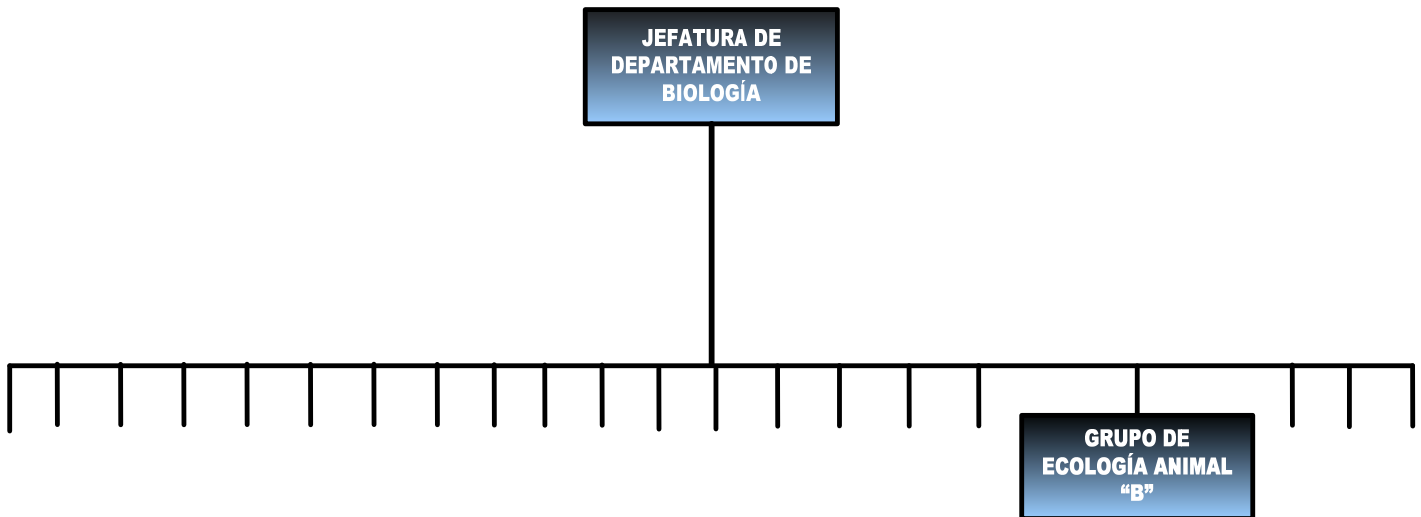 JEFATURA DE
DEPARTAMENTO DE
BIOLOGÍA
GRUPO DE
ECOLOGÍA ANIMAL
“B”